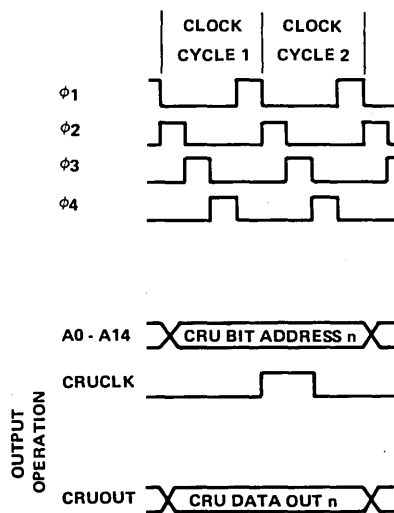 CLOCK
CYCLE 1
CLOCK
CYCLE 2
ϕ1
ϕ2
ϕ3
ϕ4
A0 - A14
CRU BIT ADDRESS n
CRUCLK
OUTPUT
OPERATION
CRUOUT
CRU DATA OUT n